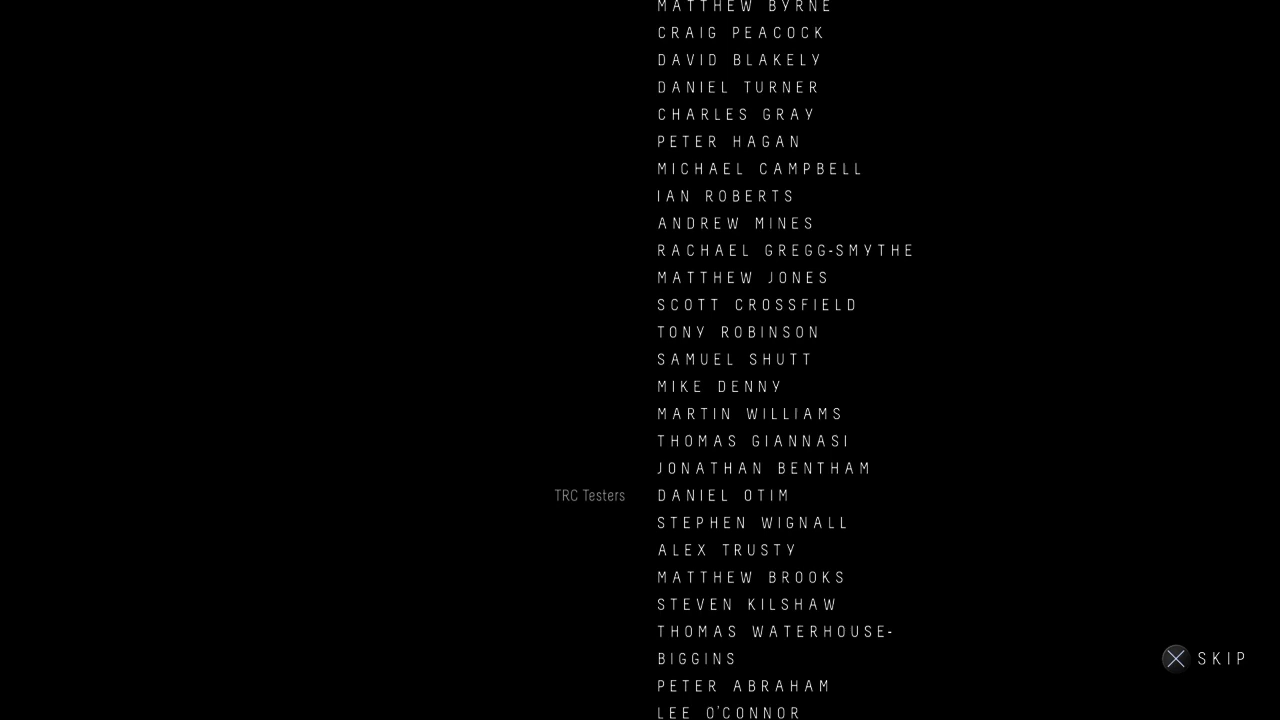 MATTHEW BYRNE
CRAIG PEACOCK
DAVID BLAKELY
DANIEL TURNER
CHARLES GRAY
PETER HAGAN
MICHAEL CAMPBELL
IAN ROBERTS
ANDREW MINES
RACHAEL GREGG-SMYTHE
MATTHEW JONES
SCOTT CROSSFIELD
TONY ROBINSON
SAMUEL SHUTT
MIKE DENNY
MARTIN WILLIAMS
THOMAS GIANNASI
JONATHAN BENTHAM
TRC Testers DANIEL OTIM
STEPHEN WIGNALL
ALEX TRUSTY
MATTHEW BROOKS
STEVEN KILSHAW
THOMAS WATERHOUSE-
BIGGINS
SKIP
PETER ABRAHAM
LEE O'CONNOR